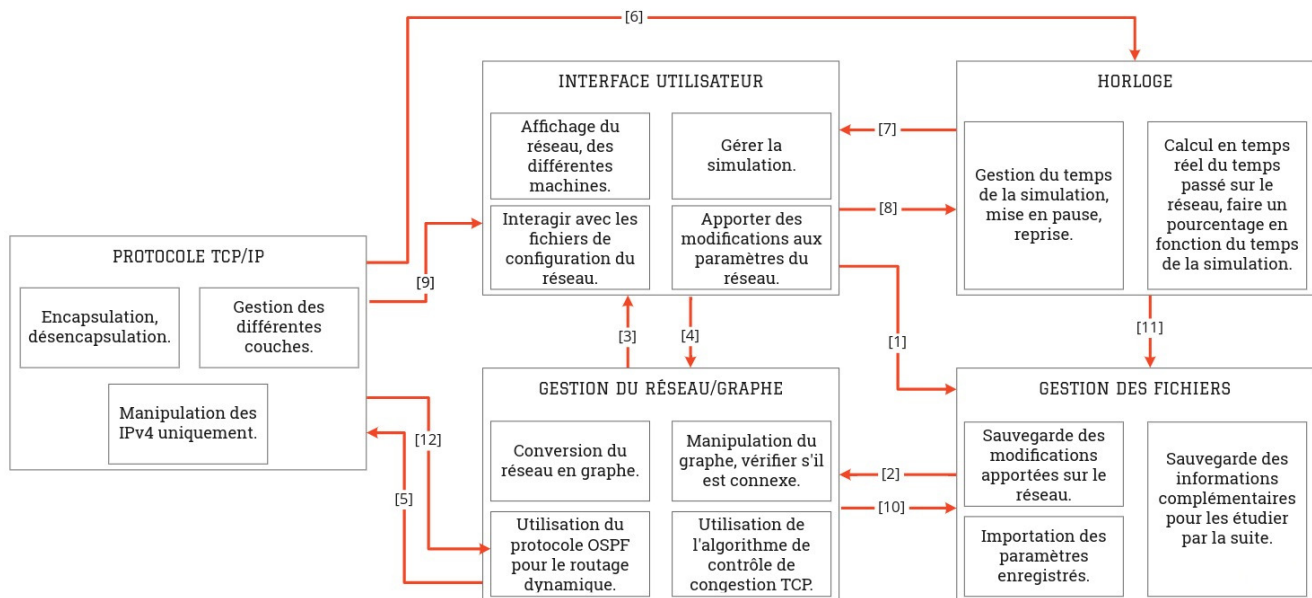 [6]
INTERFACE UTILISATEUR
Affichage du
réseau, des
différentes
machines.
Gérer la
simulation.
Interagir avec les
fichiers de
configuration du
réseau.
Apporter des
modifications aux
paramètres du
réseau.
HORLOGE
Gestion du temps
de la simulation,
mise en pause,
reprise.
Calcul en temps
réel du temps
passé sur le
réseau, faire un
pourcentage en
fonction du temps
de la simulation.
[7]
[8]
PROTOCOLE TCP/IP
Encapsulation,
désencapsulation.
Gestion des
différentes
couches.
Manipulation des
IPv4 uniquement.
[9]
[3]
[4]
[1]
[11]
[12]
[5]
GESTION DU RÉSEAU/GRAPHE
Conversion du
réseau en graphe.
Manipulation du
graphe, vérifier s'il
est connexe.
Utilisation du
protocole OSPF
pour le routage
dynamique.
Utilisation de
l'algorithme de
contrôle de
congestion TCP.
[2]
[10]
GESTION DES FICHIERS
Sauvegarde des
modifications
apportées sur le
réseau.
Importation des
paramètres
enregistrés.
Sauvegarde des
informations
complémentaires
pour les étudier
par la suite.